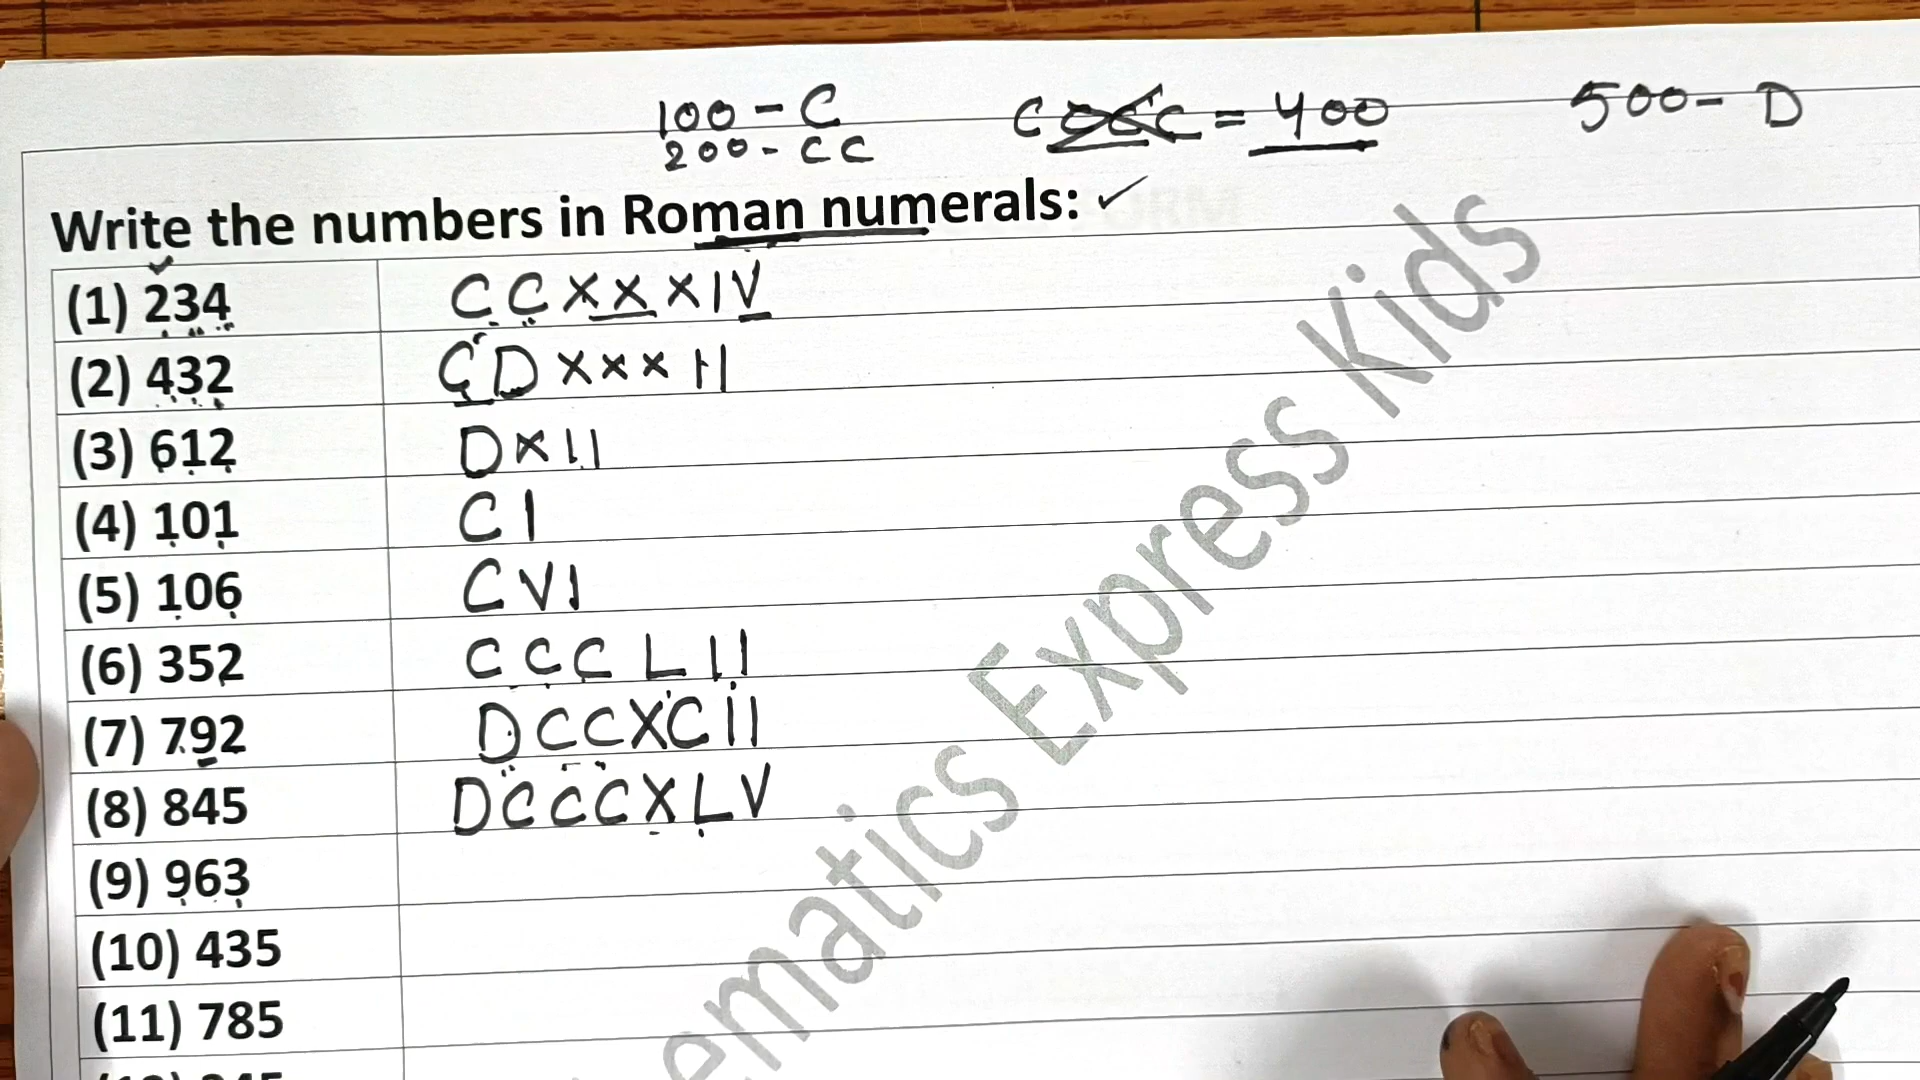 100 - C
200 - CC
CCCC = 400
500 - D
Write the numbers in Roman numerals: ✓
(1) 234 CCXXXIV
(2) 432 CDXXXII
(3) 612 DXII
(4) 101 CI
(5) 106 CVI
(6) 352 CCCLII
(7) 792 DCCXCII
(8) 845 DCCCXLV
(9) 963
(10) 435
(11) 785
ematics Express Kids